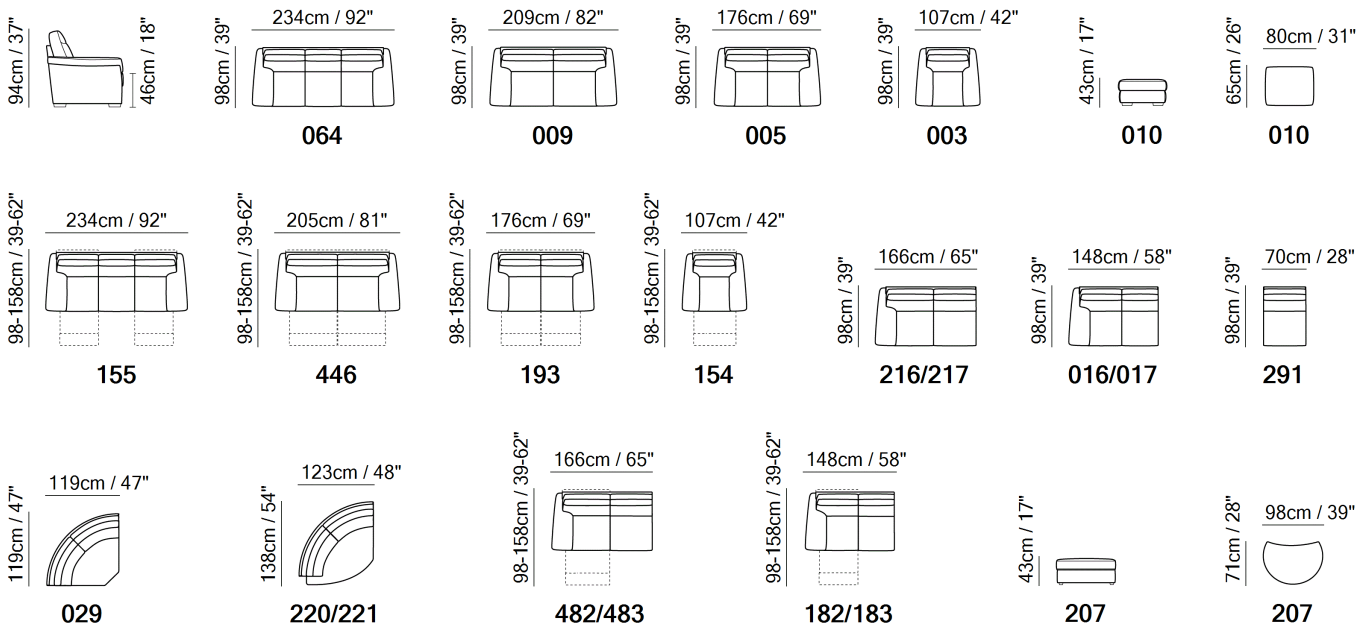 94cm / 37"
46cm / 18"
98cm / 39"
234cm / 92"
064
98cm / 39"
209cm / 82"
009
98cm / 39"
176cm / 69"
005
98cm / 39"
107cm / 42"
003
43cm / 17"
010
65cm / 26"
80cm / 31"
010
98-158cm / 39-62"
234cm / 92"
155
98-158cm / 39-62"
205cm / 81"
446
98-158cm / 39-62"
176cm / 69"
193
98-158cm / 39-62"
107cm / 42"
154
98cm / 39"
166cm / 65"
216/217
98cm / 39"
148cm / 58"
016/017
98cm / 39"
70cm / 28"
291
119cm / 47"
119cm / 47"
029
138cm / 54"
123cm / 48"
220/221
98-158cm / 39-62"
166cm / 65"
482/483
98-158cm / 39-62"
148cm / 58"
182/183
43cm / 17"
207
71cm / 28"
98cm / 39"
207